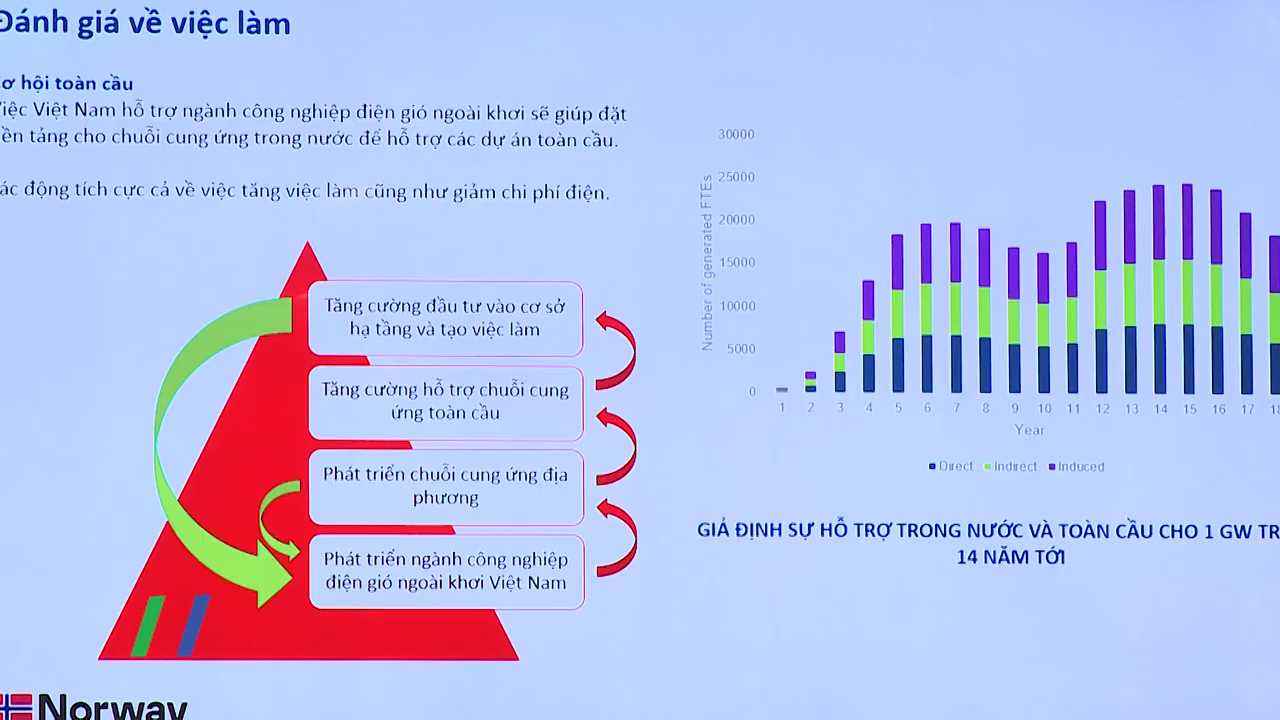 Đánh giá về việc làm
ơ hội toàn cầu
iệc Việt Nam hỗ trợ ngành công nghiệp điện gió ngoài khơi sẽ giúp đặt
ền tảng cho chuỗi cung ứng trong nước để hỗ trợ các dự án toàn cầu.
ác động tích cực cả về việc tăng việc làm cũng như giảm chi phí điện.
Tăng cường đầu tư vào cơ sở
hạ tầng và tạo việc làm
Tăng cường hỗ trợ chuỗi cung
ứng toàn cầu
Phát triển chuỗi cung ứng địa
phương
Phát triển ngành công nghiệp
điện gió ngoài khơi Việt Nam
Norway
Number of generated FTEs
30000
25000
20000
15000
10000
5000
0
1 2 3 4 5 6 7 8 9 10 11 12 13 14 15 16 17 18
Year
Direct Indirect Induced
GIẢ ĐỊNH SỰ HỖ TRỢ TRONG NƯỚC VÀ TOÀN CẦU CHO 1 GW TR
14 NĂM TỚI